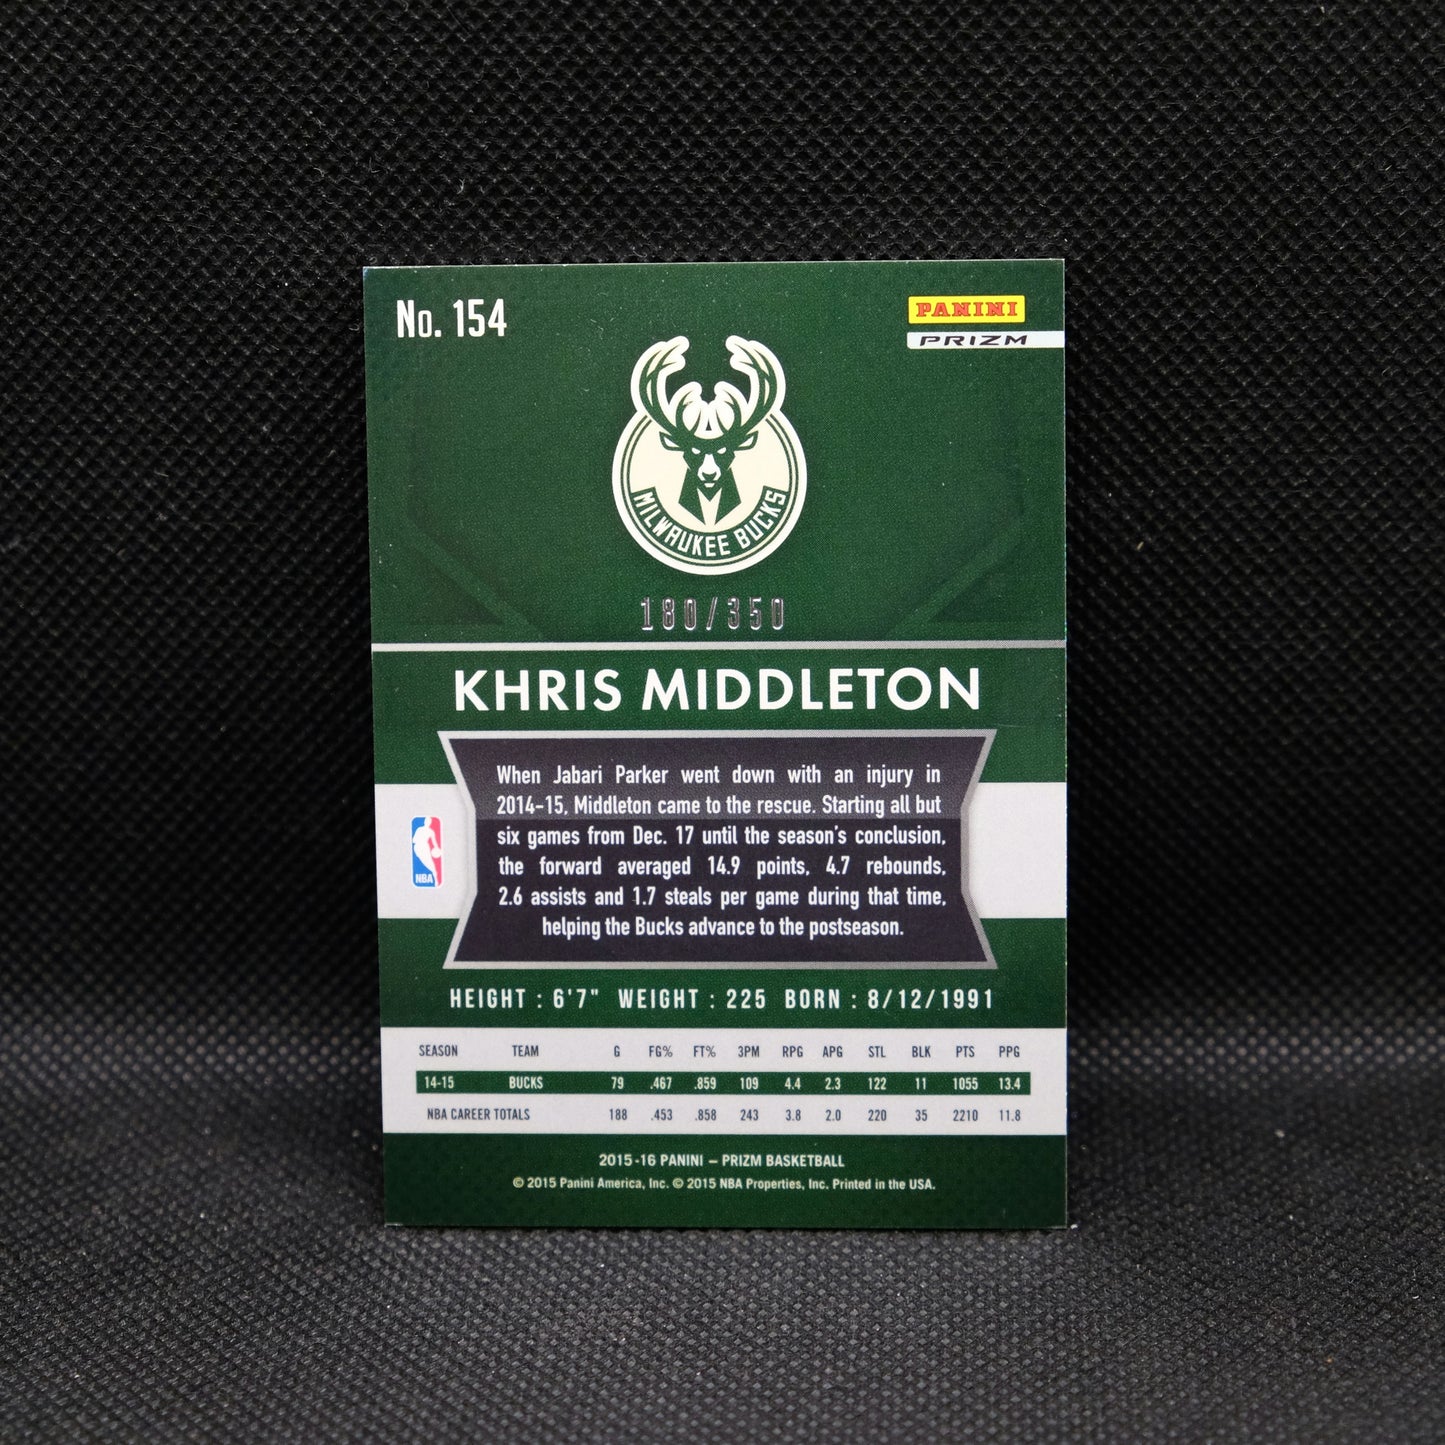 No. 154
PANINI
PRIZM
MILWAUKEE BUCKS
180/350
KHRIS MIDDLETON
When Jabari Parker went down with an injury in
2014-15, Middleton came to the rescue. Starting all but
six games from Dec. 17 until the season's conclusion,
the forward averaged 14.9 points, 4.7 rebounds,
2.6 assists and 1.7 steals per game during that time,
helping the Bucks advance to the postseason.
NBA
HEIGHT : 6'7" WEIGHT : 225 BORN : 8/12/1991
SEASON TEAM G FG% FT% 3PM RPG APG STL BLK PTS PPG
14-15 BUCKS 79 .467 .859 109 4.4 2.3 122 11 1055 13.4
NBA CAREER TOTALS 188 .453 .858 243 3.8 2.0 220 35 2210 11.8
2015-16 PANINI – PRIZM BASKETBALL
© 2015 Panini America, Inc. © 2015 NBA Properties, Inc. Printed in the USA.